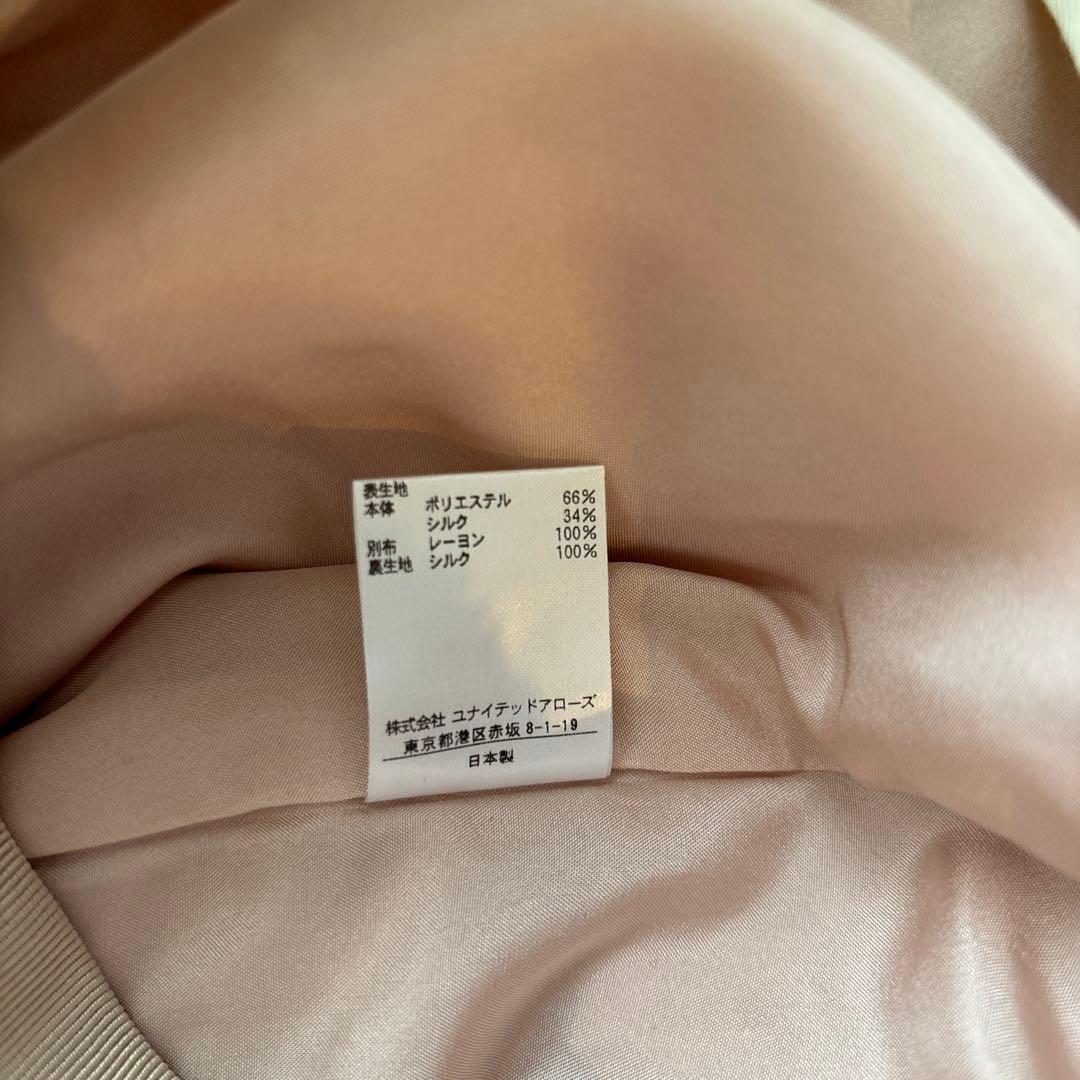 表生地
本体 ポリエステル 66%
シルク 34%
別布 レーヨン 100%
裏生地 シルク 100%
株式会社 ユナイテッドアローズ
東京都港区赤坂 8-1-19
日本製